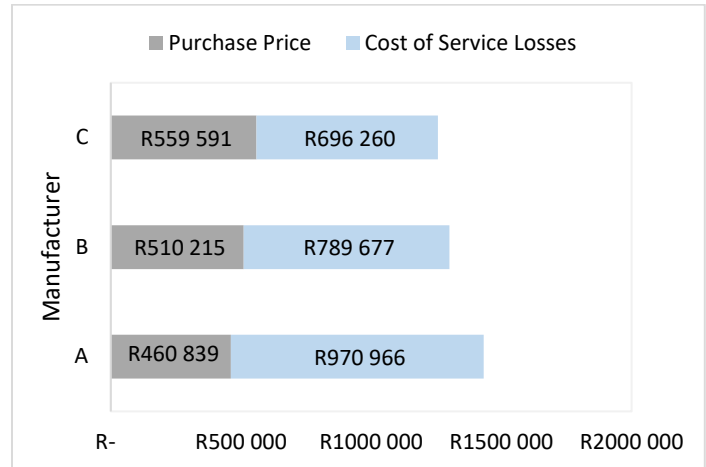 Purchase Price Cost of Service Losses
Manufacturer
C R559 591 R696 260
B R510 215 R789 677
A R460 839 R970 966
R- R500 000 R1000 000 R1500 000 R2000 000